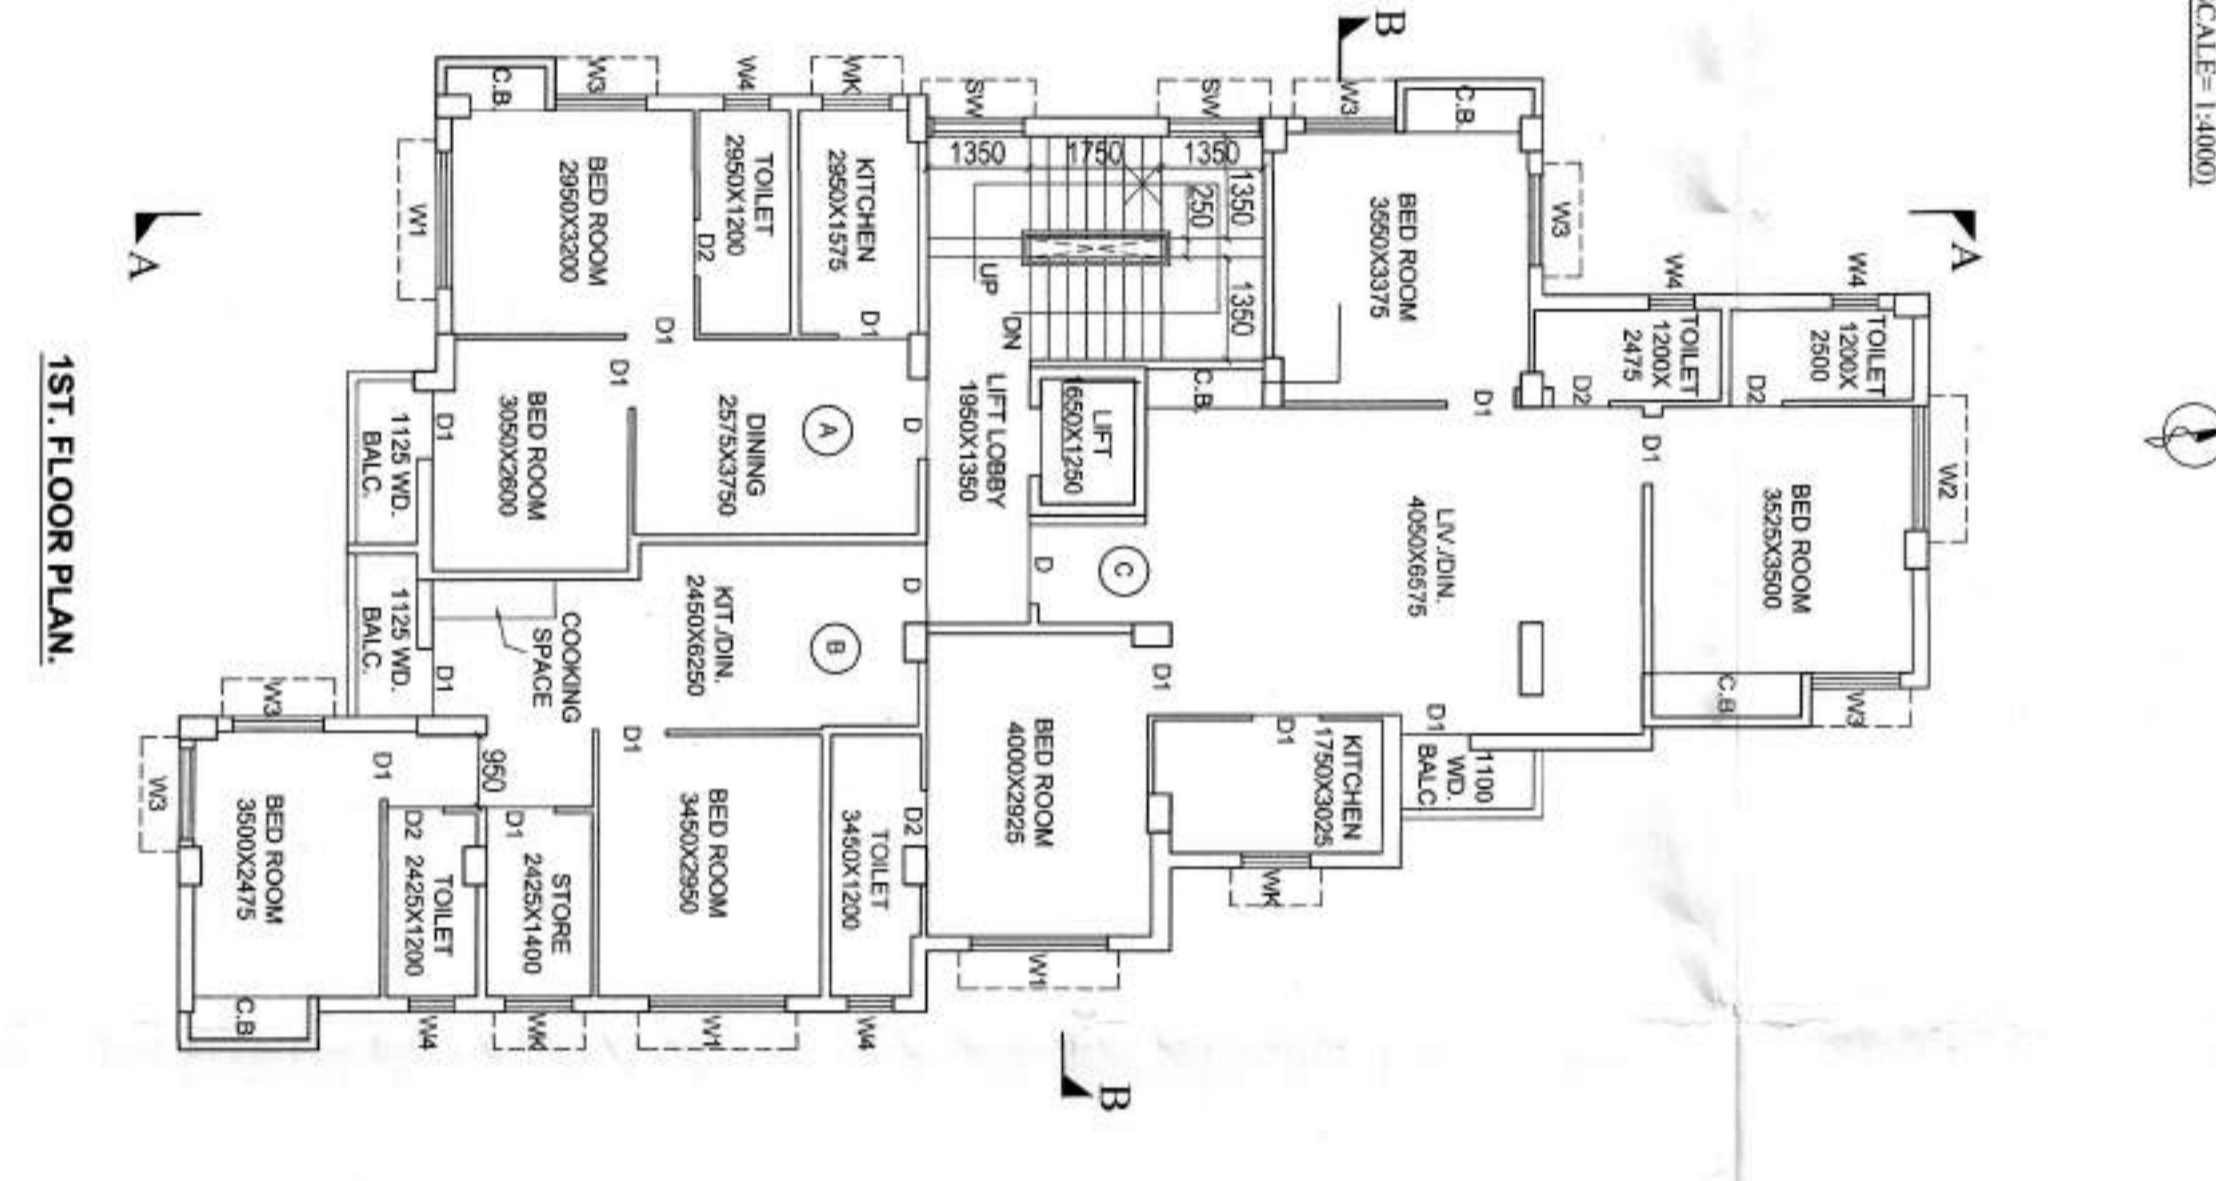 CALE= 1:4000)
B
A
A
B
C.B.
W3
W4
WK
SW
SW
W3
C.B.
W1
BED ROOM
2950X3200
TOILET
2950X1200
D2
KITCHEN
2950X1575
D1
D1
1350
1750
1350
1350
250
1350
UP
DN
BED ROOM
3550X3375
W3
W4
W4
TOILET
1200X
2475
D2
TOILET
1200X
2500
D2
D1
D1
W2
D1
BED ROOM
3050X2600
D1
1125 WD.
BALC.
DINING
2575X3750
A
D
LIFT LOBBY
1950X1350
LIFT
1650X1250
C.B.
LIV./DIN.
4050X6575
BED ROOM
3525X3500
C.B.
W3
1125 WD.
BALC.
D1
COOKING
SPACE
KIT./DIN.
2450X6250
B
D
D
C
D1
D1
W3
W3
D1
950
BED ROOM
3500X2475
C.B.
D2
TOILET
2425X1200
W4
D1
STORE
2425X1400
WK
BED ROOM
3450X2950
W1
D2
TOILET
3450X1200
W4
BED ROOM
4000X2925
W1
D1
KITCHEN
1750X3025
WK
D1
1100
WD.
BALC.
1ST. FLOOR PLAN.